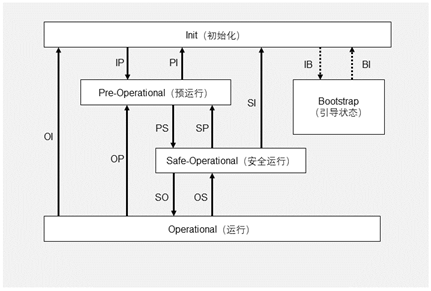 Init（初始化）
IP
PI
IB
BI
Pre-Operational（预运行）
SI
Bootstrap
（引导状态）
OI
OP
PS
SP
Safe-Operational（安全运行）
SO
OS
Operational（运行）